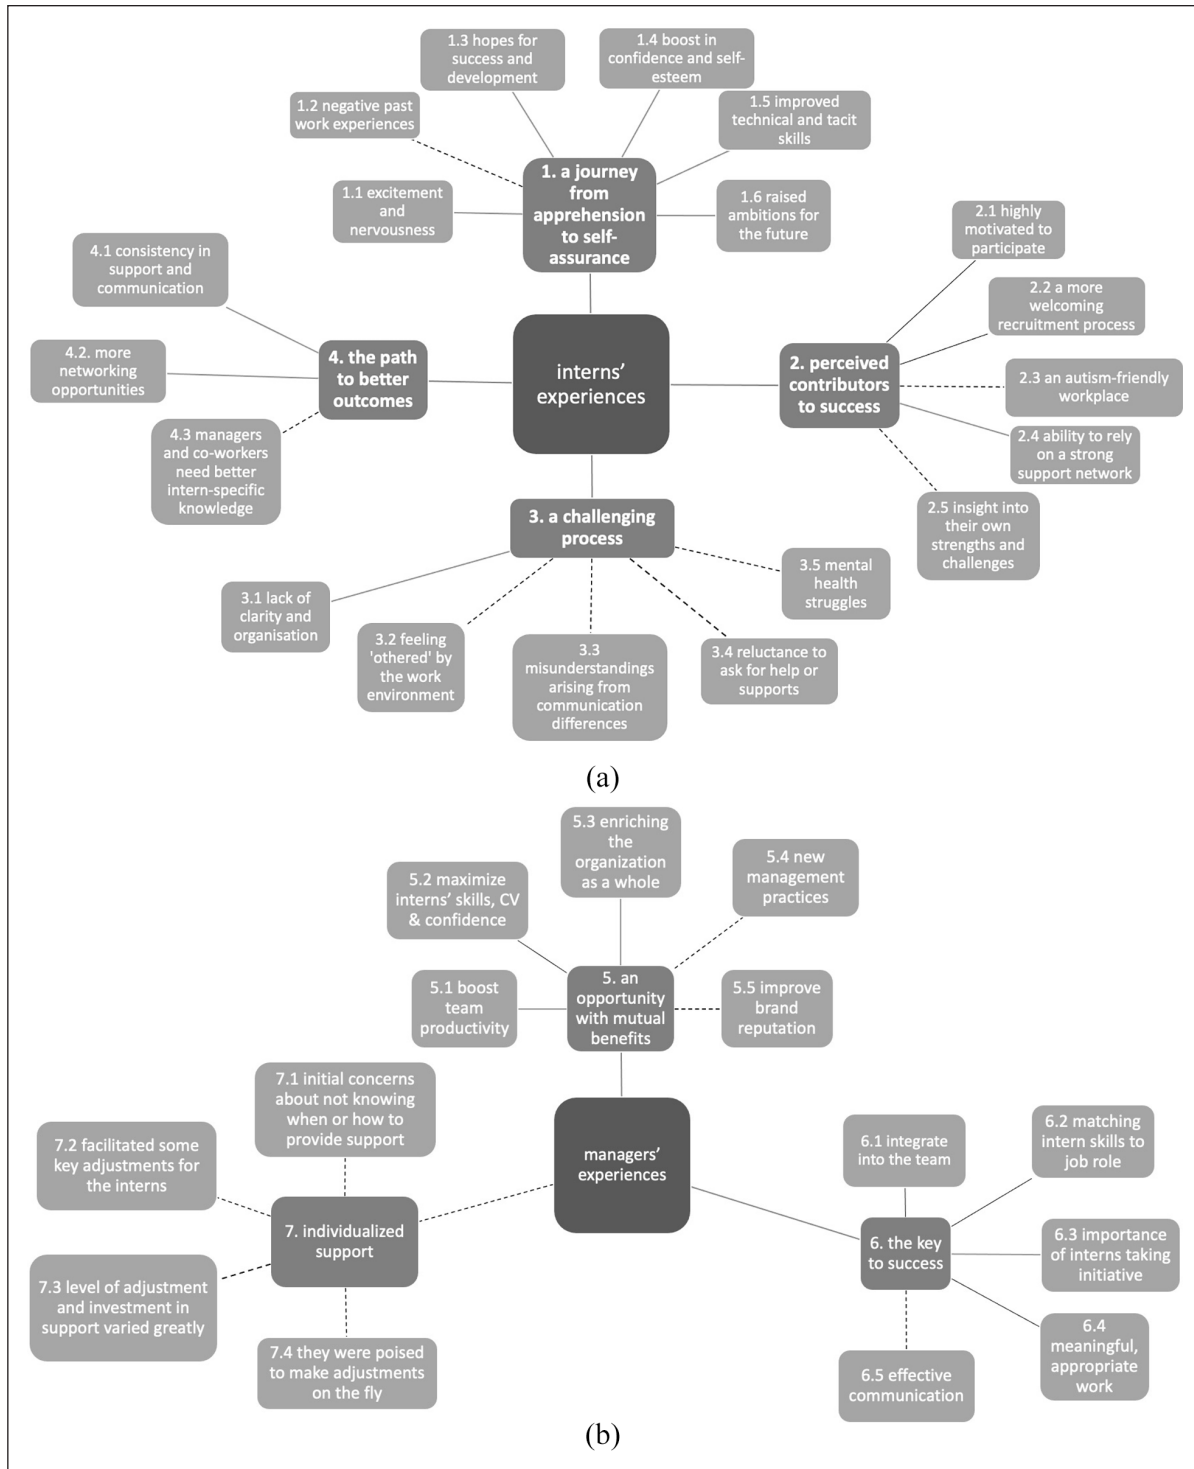 1.3 hopes for
success and
development
1.4 boost in
confidence and self-
esteem
1.2 negative past
work experiences
1.5 improved
technical and tacit
skills
1. a journey
from
apprehension
to self-
assurance
1.1 excitement
and
nervousness
1.6 raised
ambitions for
the future
2.1 highly
motivated to
participate
4.1 consistency in
support and
communication
2.2 a more
welcoming
recruitment process
interns’
experiences
4. the path
to better
outcomes
4.2. more
networking
opportunities
2. perceived
contributors
to success
2.3 an autism-friendly
workplace
4.3 managers
and co-workers
need better
intern-specific
knowledge
2.4 ability to rely
on a strong
support network
2.5 insight into
their own
strengths and
challenges
3. a challenging
process
3.5 mental
health
struggles
3.1 lack of
clarity and
organisation
3.2 feeling
'othered' by
the work
environment
3.3
misunderstandings
arising from
communication
differences
3.4 reluctance to
ask for help or
supports
(a)
5.3 enriching
the
organization
as a whole
5.2 maximize
interns’ skills, CV
& confidence
5.4 new
management
practices
5.1 boost
team
productivity
5. an
opportunity
with mutual
benefits
5.5 improve
brand
reputation
7.1 initial concerns
about not knowing
when or how to
provide support
managers’
experiences
7.2 facilitated some
key adjustments for
the interns
6.1 integrate
into the team
6.2 matching
intern skills to
job role
7. individualized
support
6. the key
to success
6.3 importance
of interns taking
initiative
7.3 level of adjustment
and investment in
support varied greatly
7.4 they were poised
to make adjustments
on the fly
6.4
meaningful,
appropriate
work
6.5 effective
communication
(b)